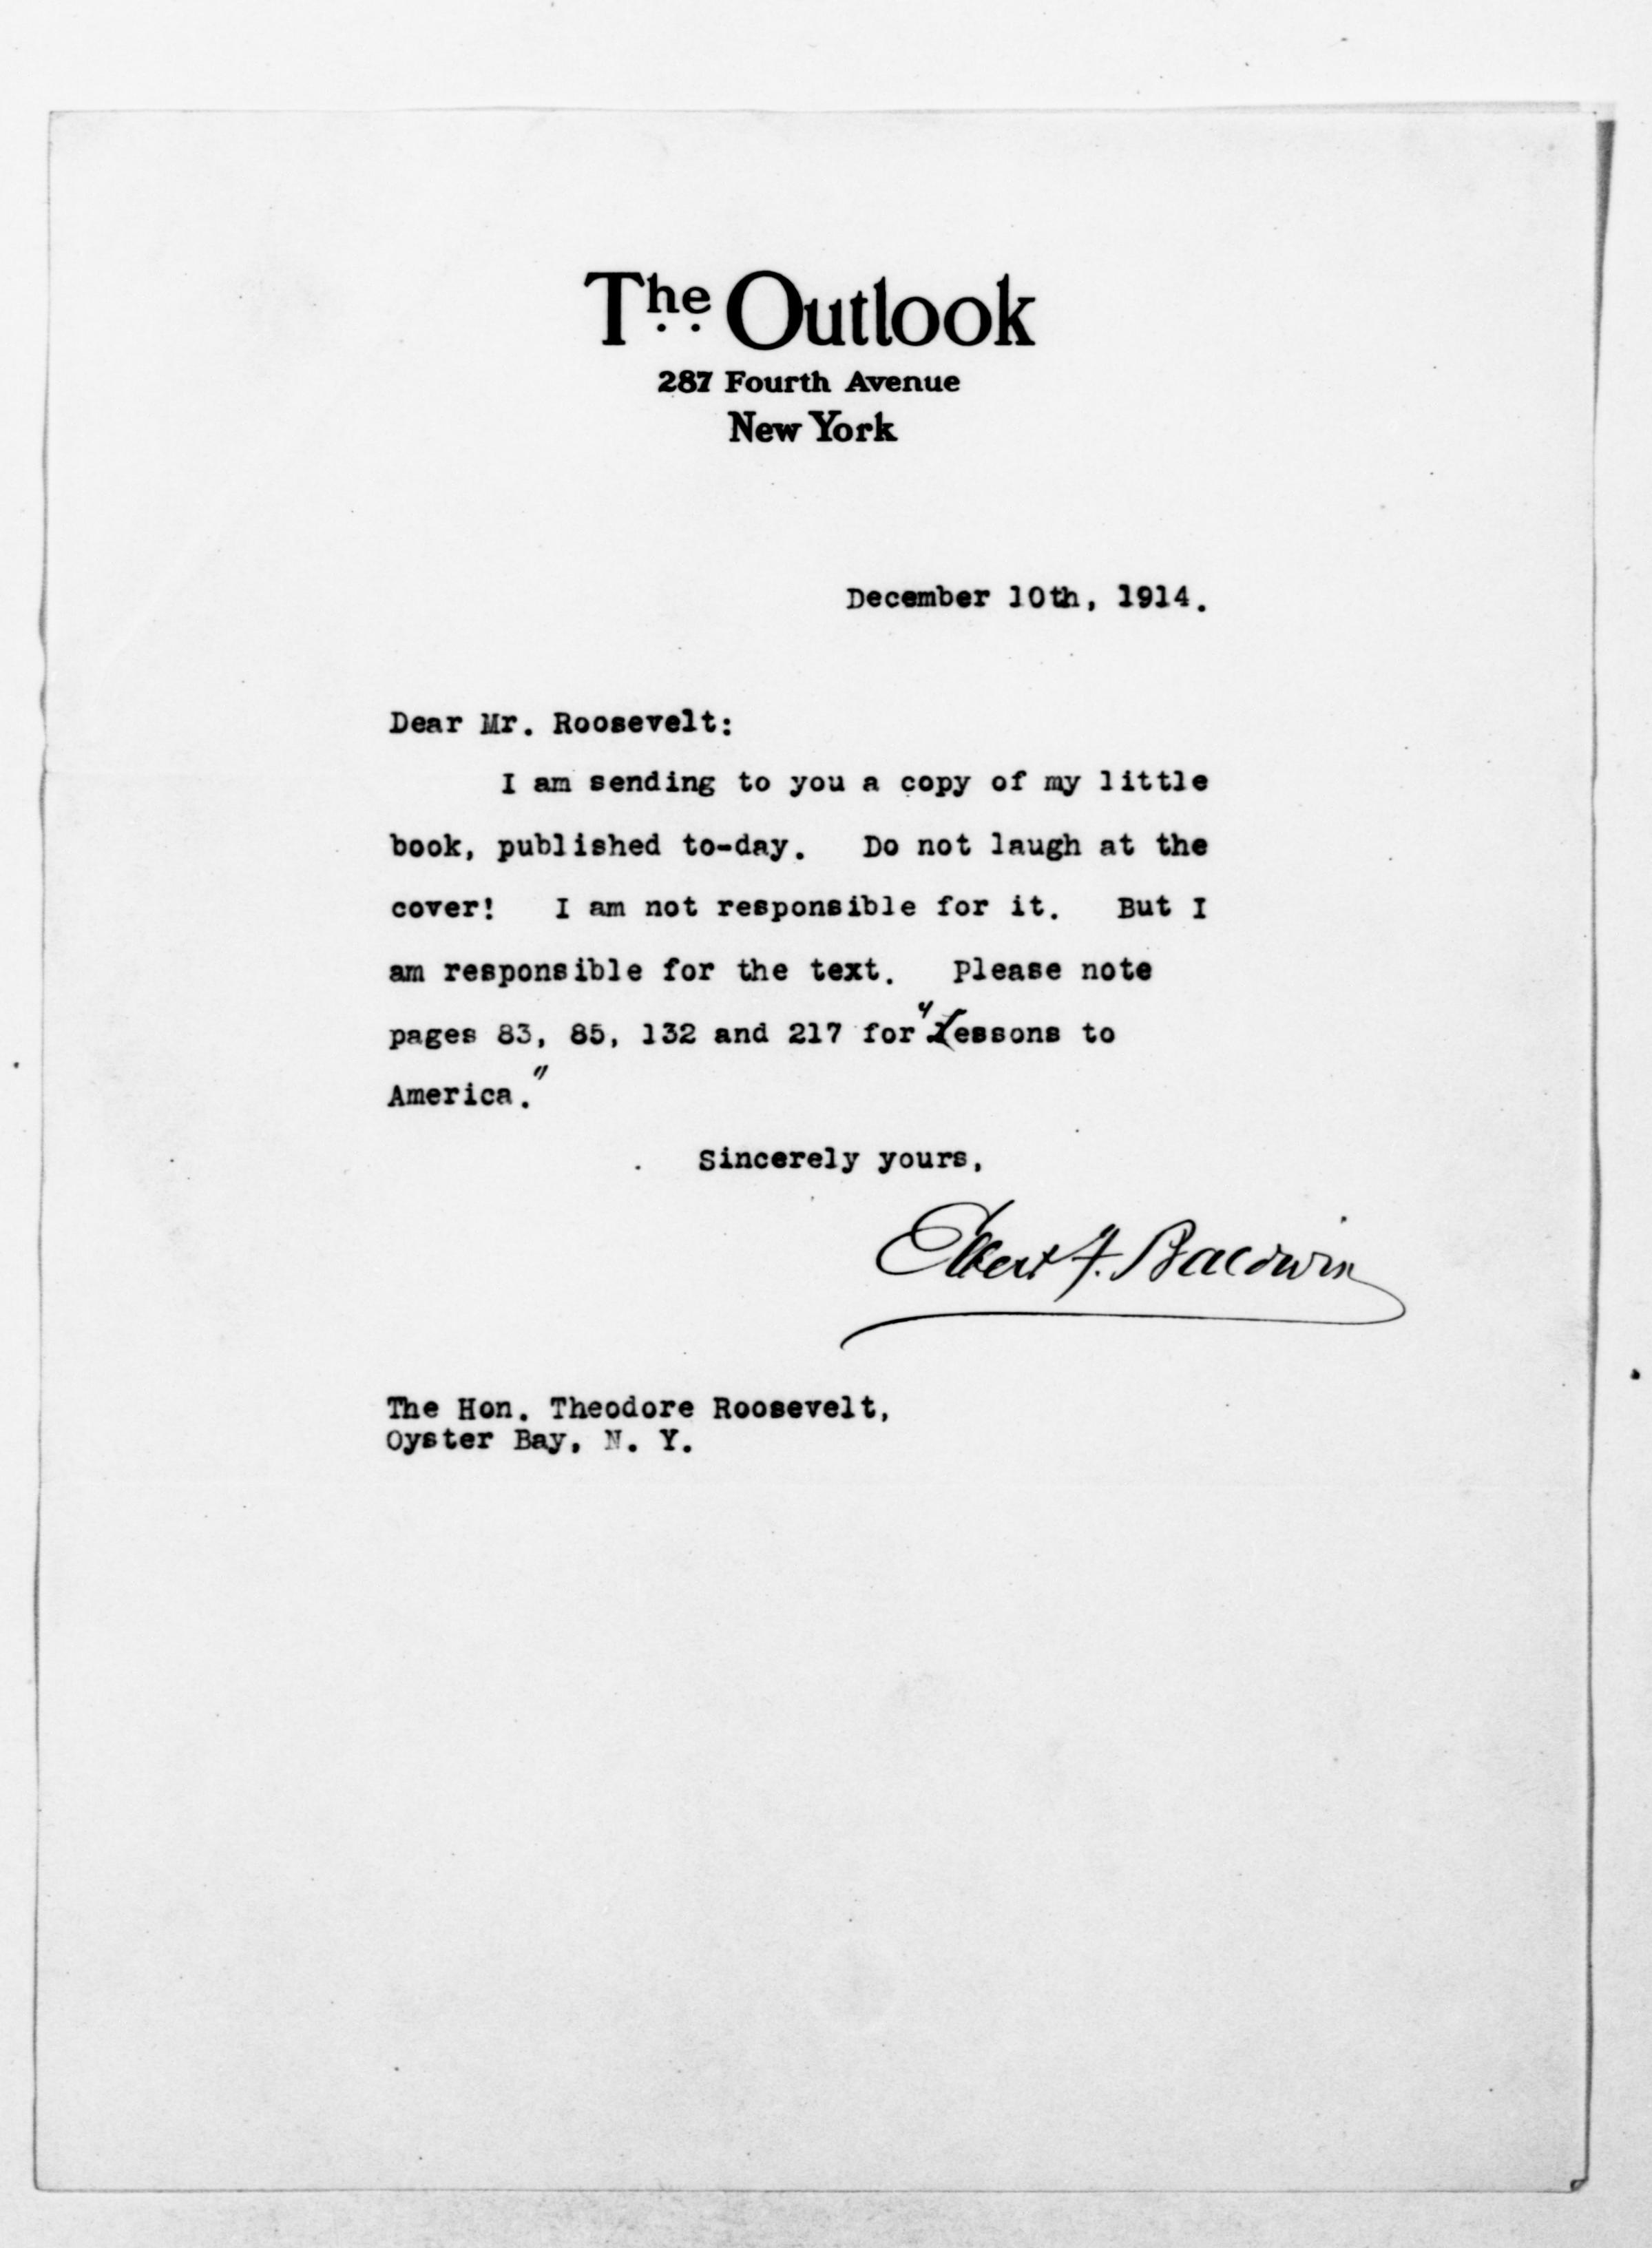 The Outlook
287 Fourth Avenue
New York
December 10th, 1914.
Dear Mr. Roosevelt:
I am sending to you a copy of my little
book, published to-day. Do not laugh at the
cover! I am not responsible for it. But I
am responsible for the text. Please note
pages 83, 85, 132 and 217 for "Lessons to
America."
Sincerely yours,
Elbert F. Baldwin
The Hon. Theodore Roosevelt,
Oyster Bay, N. Y.